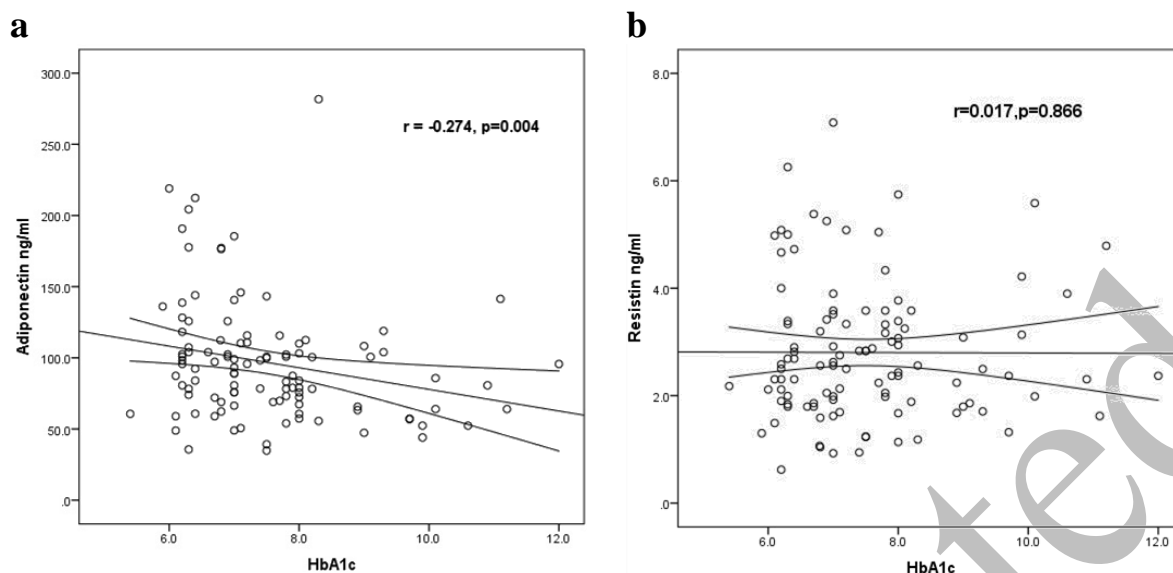 a
300.0
250.0
200.0
150.0
100.0
50.0
.0
Adiponectin ng/ml
r = -0.274, p=0.004
6.0 8.0 10.0 12.0
HbA1c
b
8.0
6.0
4.0
2.0
.0
Resistin ng/ml
r=0.017,p=0.866
6.0 8.0 10.0 12.0
HbA1c
ted